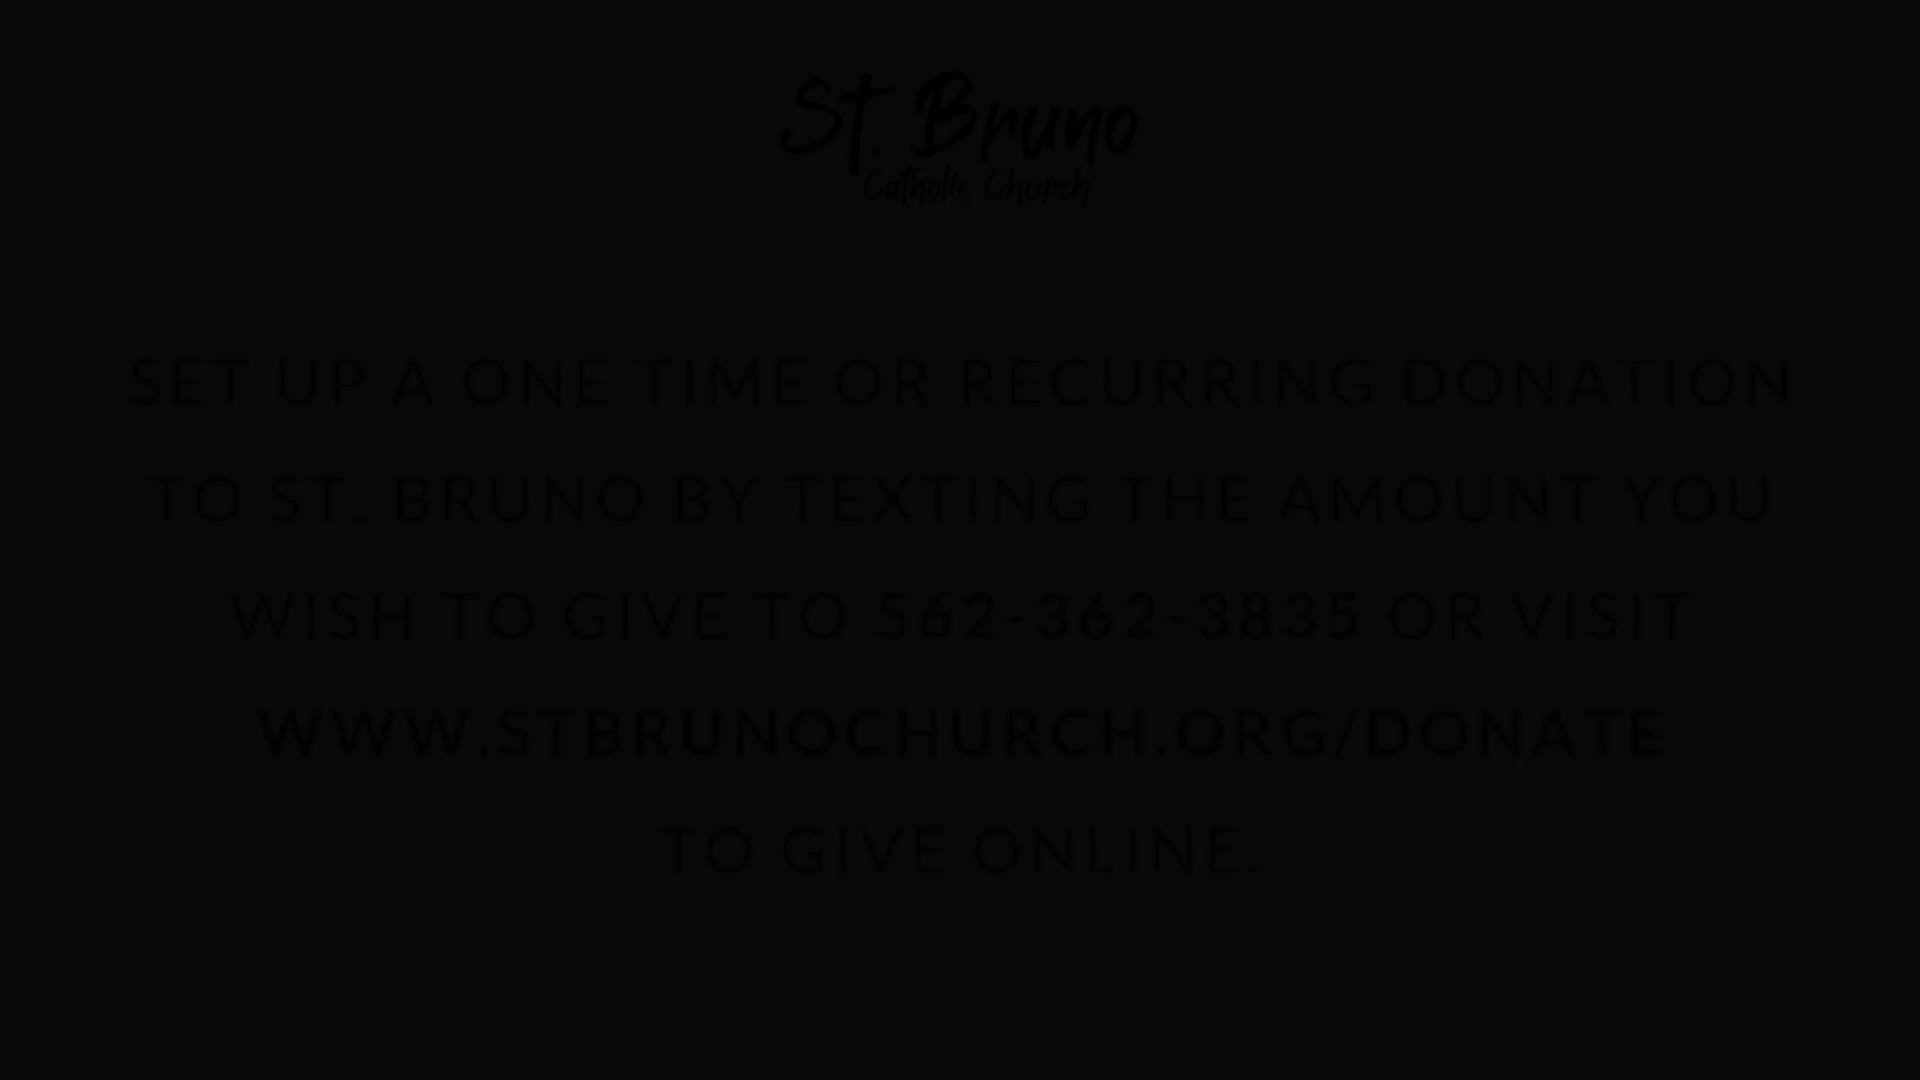 St. Bruno
Catholic Church
SET UP A ONE TIME OR RECURRING DONATION
TO ST. BRUNO BY TEXTING THE AMOUNT YOU
WISH TO GIVE TO 562-362-3835 OR VISIT
WWW.STBRUNOCHURCH.ORG/DONATE
TO GIVE ONLINE.